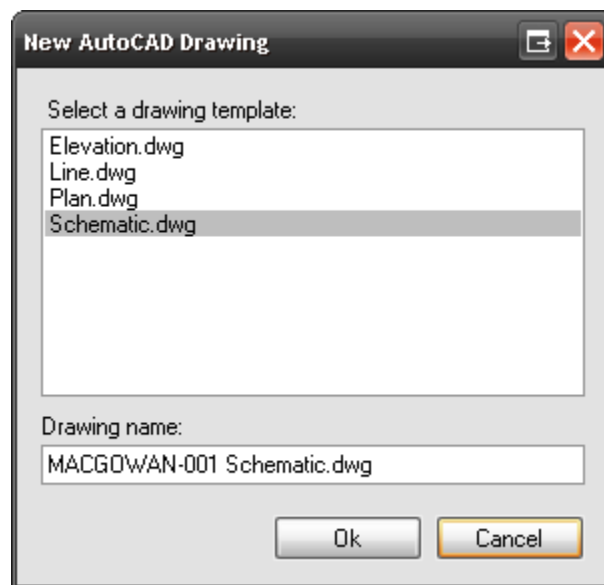 New AutoCAD Drawing
Select a drawing template:
Elevation.dwg
Line.dwg
Plan.dwg
Schematic.dwg
Drawing name:
MACGOWAN-001 Schematic.dwg
Ok
Cancel